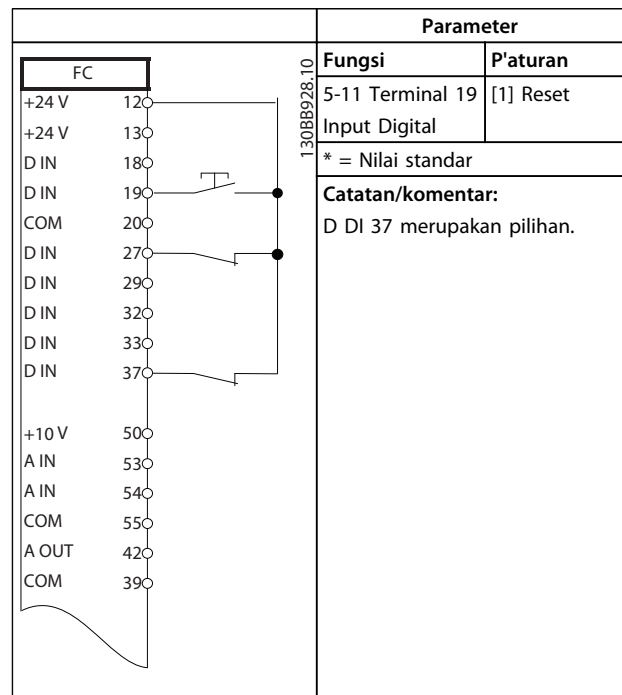 Parameter
Fungsi P'aturan
5-11 Terminal 19 [1] Reset
Input Digital
* = Nilai standar
Catatan/komentar:
D DI 37 merupakan pilihan.
130BB928.10
FC
+24 V 12
+24 V 13
D IN 18
D IN 19
COM 20
D IN 27
D IN 29
D IN 32
D IN 33
D IN 37
+10 V 50
A IN 53
A IN 54
COM 55
A OUT 42
COM 39